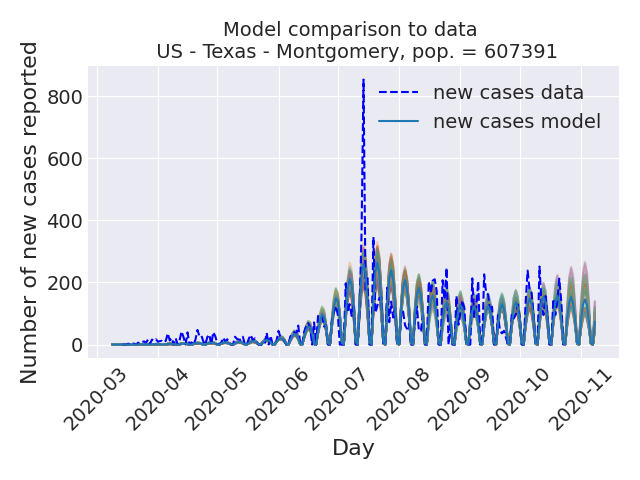 Model comparison to data
US - Texas - Montgomery, pop. = 607391
Number of new cases reported
800
600
400
200
0
new cases data
new cases model
2020-03
2020-04
2020-05
2020-06
2020-07
2020-08
2020-09
2020-10
2020-11
Day